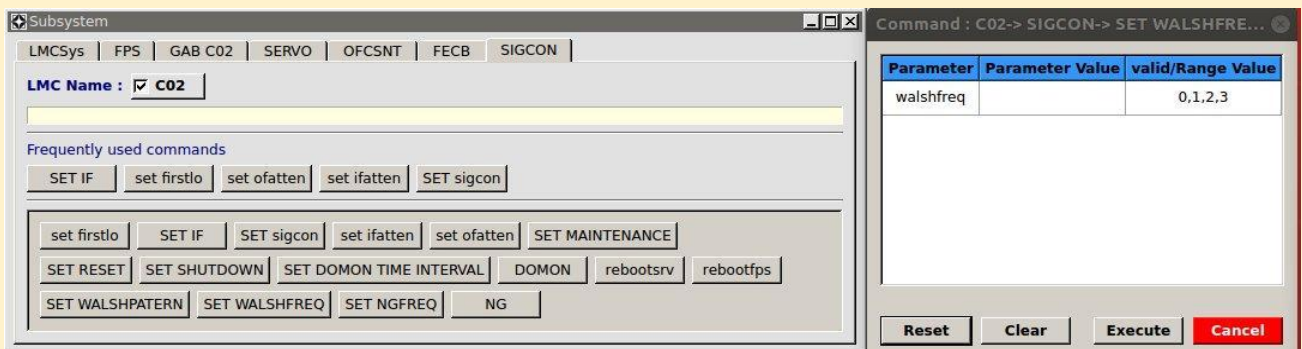 Subsystem
LMCSys FPS GAB C02 SERVO OFCSNT FECB SIGCON
LMC Name : C02
Frequently used commands
SET IF set firstlo set ofatten set ifatten SET sigcon
set firstlo SET IF SET sigcon set ifatten set ofatten SET MAINTENANCE
SET RESET SET SHUTDOWN SET DOMON TIME INTERVAL DOMON rebootsrv rebootfps
SET WALSHPATERN SET WALSHFREQ SET NGFREQ NG
Command : C02-> SIGCON-> SET WALSHFRE...
Parameter Parameter Value valid/Range Value
walshfreq 0,1,2,3
Reset Clear Execute Cancel